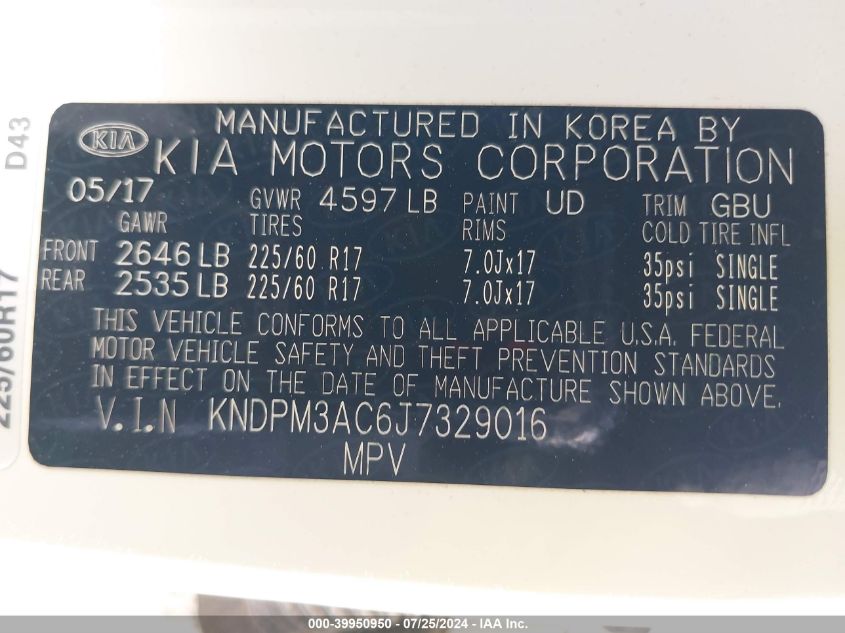 D43
225/60R17
KIA
MANUFACTURED IN KOREA BY
KIA MOTORS CORPORATION
05/17 GVWR 4597 LB PAINT UD TRIM GBU
GAWR TIRES RIMS COLD TIRE INFL
FRONT 2646 LB 225/60 R17 7.0Jx17 35psi SINGLE
REAR 2535 LB 225/60 R17 7.0Jx17 35psi SINGLE
THIS VEHICLE CONFORMS TO ALL APPLICABLE U.S.A. FEDERAL
MOTOR VEHICLE SAFETY AND THEFT PREVENTION STANDARDS
IN EFFECT ON THE DATE OF MANUFACTURE SHOWN ABOVE.
V.I.N KNDPM3AC6J7329016
MPV
000-39950950 - 07/25/2024 - IAA Inc.